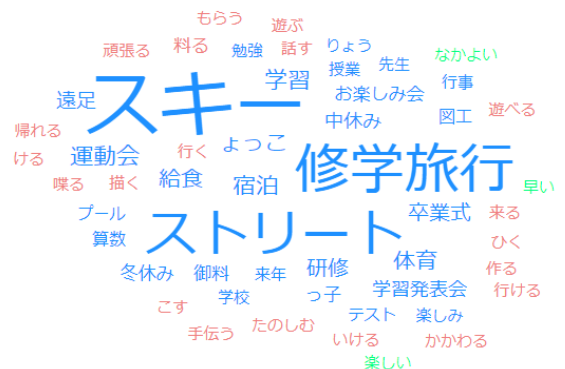 もらう
遊ぶ
頑張る
料る
勉強
話す
りょう
なかよい
授業
先生
スキー
学習
行事
遠足
お楽しみ会
遊べる
中休み
図工
帰れる
ける
運動会
行く
ょっこ
修学旅行
喋る
描く
給食
宿泊
早い
プール
ストリート
卒業式
来る
算数
ひく
冬休み
御料
来年
研修
体育
作る
学校
っ子
学習発表会
行ける
こす
テスト
楽しみ
手伝う
たのしむ
いける
かかわる
楽しい